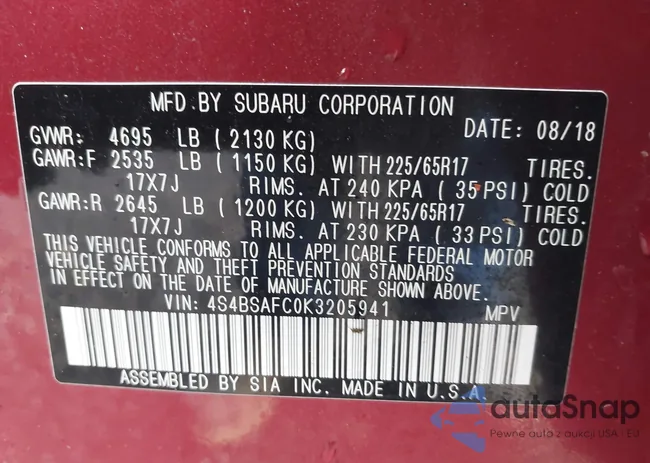 MFD BY SUBARU CORPORATION
DATE: 08/18
GVWR: 4695 LB ( 2130 KG)
GAWR:F 2535 LB ( 1150 KG) WITH 225/65R17 TIRES.
17X7J RIMS. AT 240 KPA ( 35 PSI) COLD
GAWR:R 2645 LB ( 1200 KG) WITH 225/65R17 TIRES.
17X7J RIMS. AT 230 KPA ( 33 PSI) COLD
THIS VEHICLE CONFORMS TO ALL APPLICABLE FEDERAL MOTOR
VEHICLE SAFETY AND THEFT PREVENTION STANDARDS
IN EFFECT ON THE DATE OF MANUFACTURE SHOWN ABOVE.
VIN: 4S4BSAFC0K3205941 MPV
ASSEMBLED BY SIA INC. MADE IN U.S.A
autaSnap
Pewne auta z aukcji USA - EU